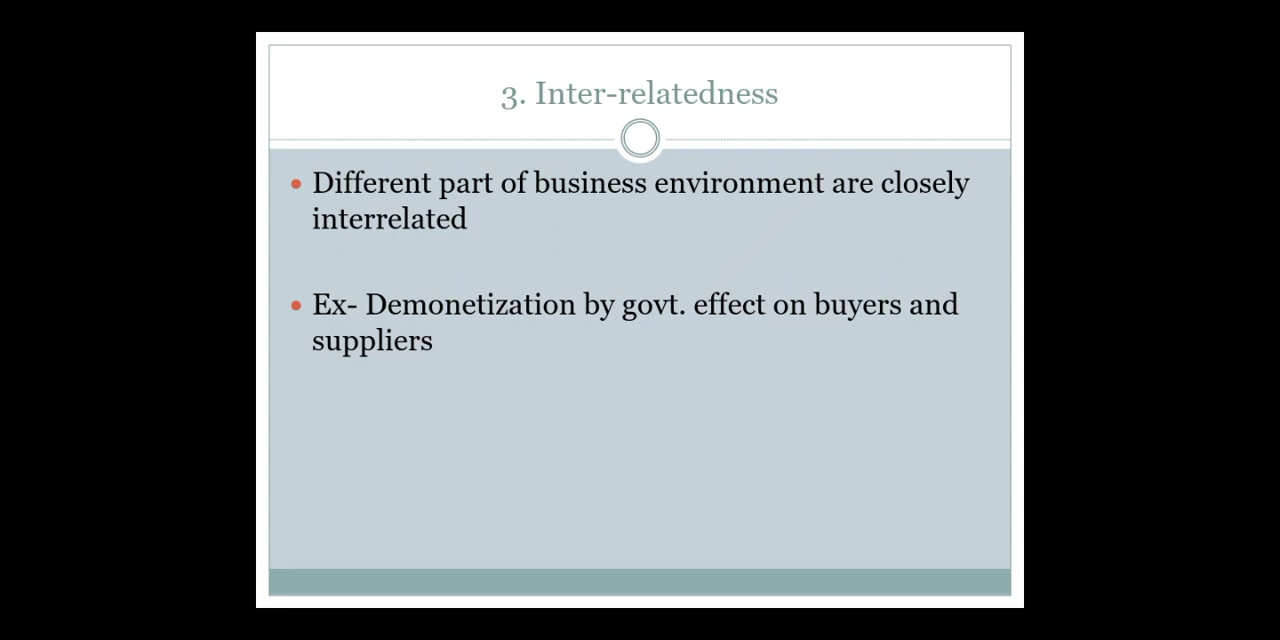 3. Inter-relatedness
Different part of business environment are closely
interrelated
Ex- Demonetization by govt. effect on buyers and
suppliers